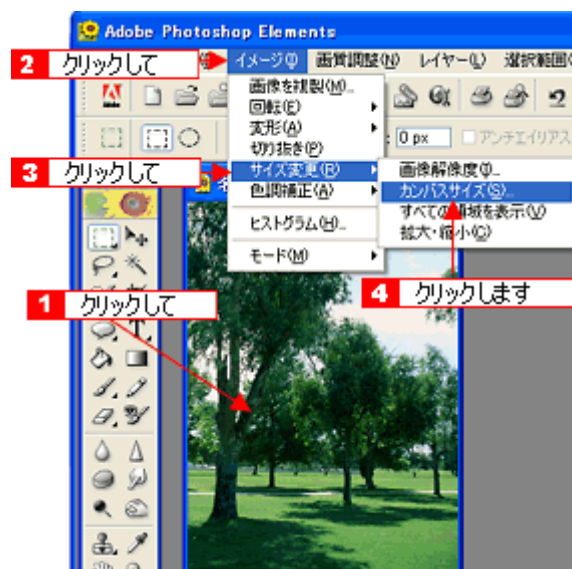 Adobe Photoshop Elements
2 クリックして
イメージ(I) 画質調整(N) レイヤー(L) 選択範囲(
画像を複製(M)...
回転(E)
変形(A)
0 px アンチエイリアス
切り抜き(P)
3 クリックして
サイズ変更(R) 画像解像度(I)...
色調補正(A) カンバスサイズ(S)...
すべての領域を表示(V)
ヒストグラム(H)...
拡大・縮小(C)
モード(M)
1 クリックして
4 クリックします